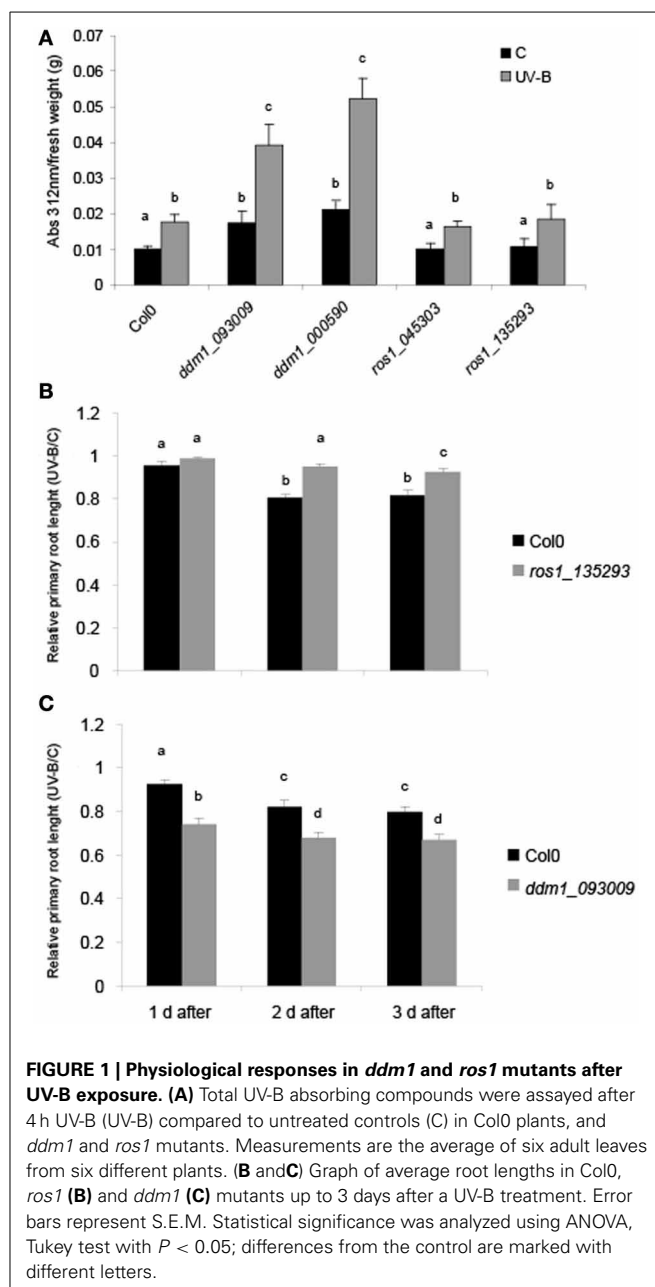 A
0.07
0.06
0.05
0.04
0.03
0.02
0.01
0
Abs 312nm/fresh weight (g)
C
UV-B
a
b
b
c
b
c
a
b
a
b
Col0
ddm1_093009
ddm1_000590
ros1_045303
ros1_135293
B
1.2
1
0.8
0.6
0.4
0.2
0
Relative primary root lenght (UV-B/C)
a
a
b
a
b
c
Col0
ros1_135293
C
1.2
1
0.8
0.6
0.4
0.2
0
Relative primary root lenght (UV-B/C)
a
b
c
d
c
d
Col0
ddm1_093009
1 d after
2 d after
3 d after
FIGURE 1 | Physiological responses in ddm1 and ros1 mutants after
UV-B exposure. (A) Total UV-B absorbing compounds were assayed after
4 h UV-B (UV-B) compared to untreated controls (C) in Col0 plants, and
ddm1 and ros1 mutants. Measurements are the average of six adult leaves
from six different plants. (B andC) Graph of average root lengths in Col0,
ros1 (B) and ddm1 (C) mutants up to 3 days after a UV-B treatment. Error
bars represent S.E.M. Statistical significance was analyzed using ANOVA,
Tukey test with P < 0.05; differences from the control are marked with
different letters.